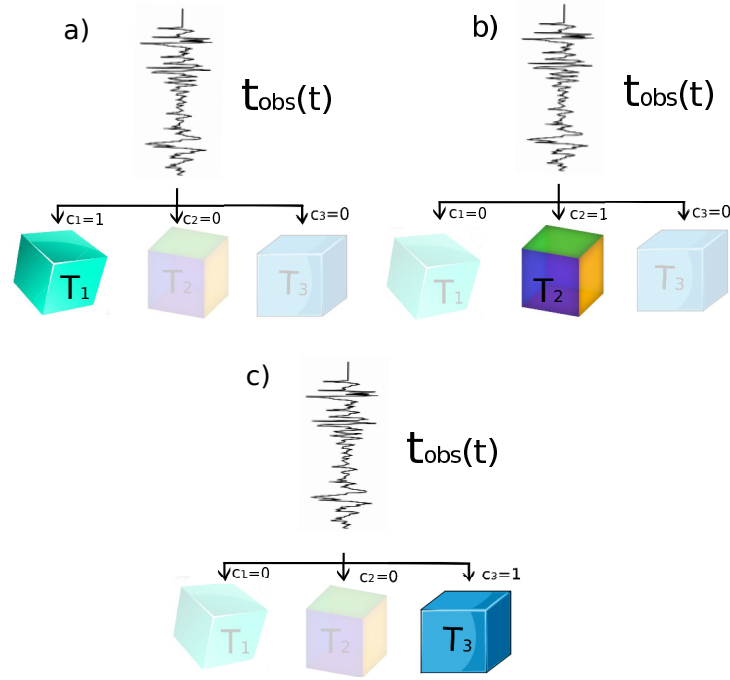 a)
tobs(t)
c1=1 c2=0 c3=0
T1 T2 T3
b)
tobs(t)
c1=0 c2=1 c3=0
T1 T2 T3
c)
tobs(t)
c1=0 c2=0 c3=1
T1 T2 T3